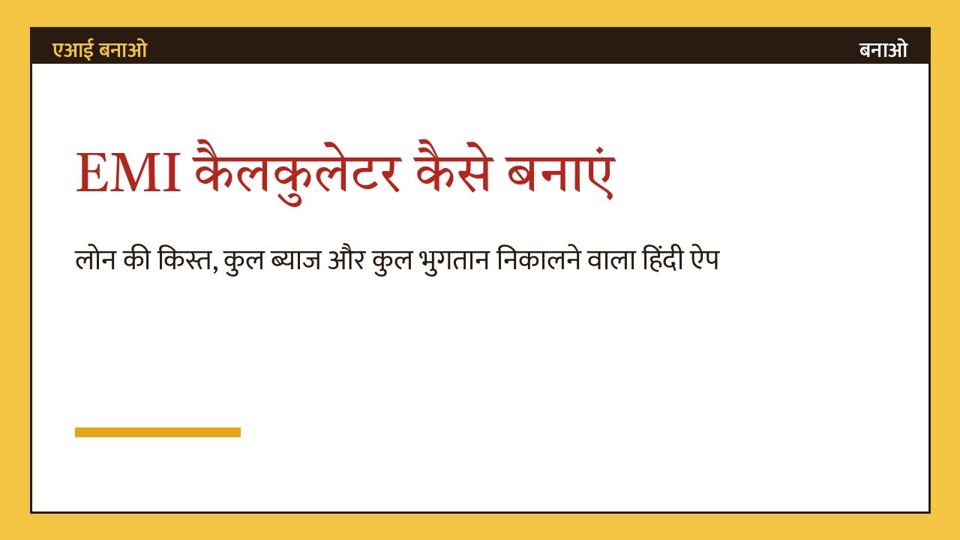 एआई बनाओ
बनाओ
EMI कैलकुलेटर कैसे बनाएं
लोन की किस्त, कुल ब्याज और कुल भुगतान निकालने वाला हिंदी ऐप